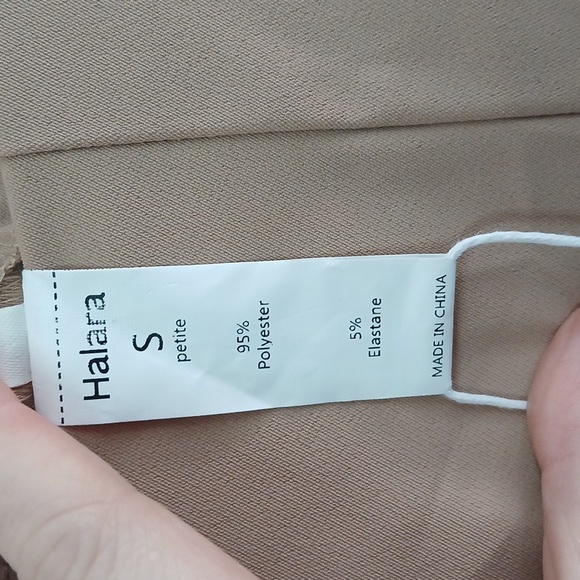 Halara
S
petite
95%
Polyester
5%
Elastane
MADE IN CHINA